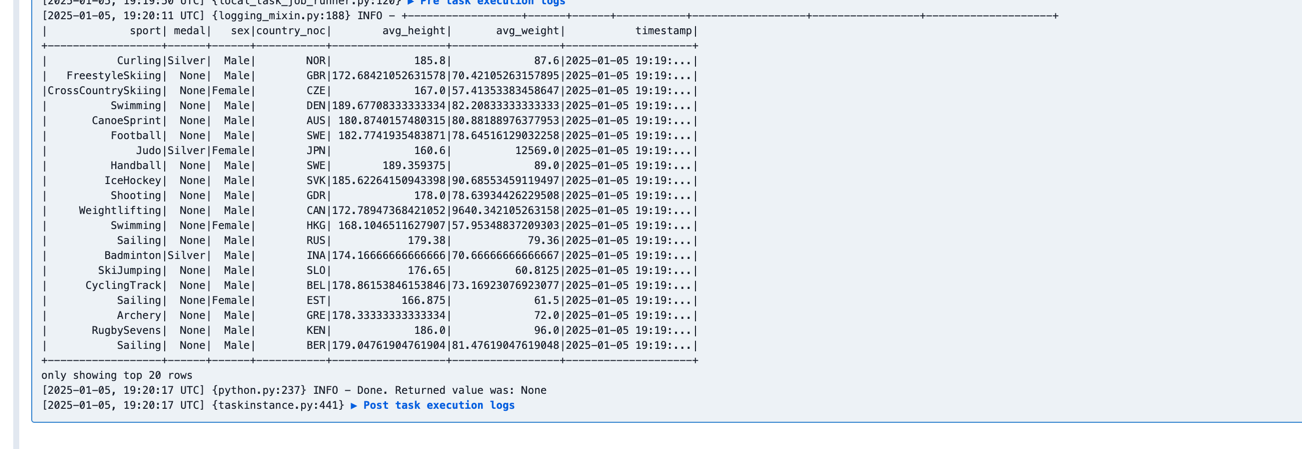 [2025-01-05, 19:19:50 UTC] {local_task_job_runner.py:120} ▶ Pre task execution logs
[2025-01-05, 19:20:11 UTC] {logging_mixin.py:188} INFO - +-----------------+------+------+-----------+-----------------+-----------------+--------------------+
|            sport| medal|   sex|country_noc|       avg_height|       avg_weight|           timestamp|
+-----------------+------+------+-----------+-----------------+-----------------+--------------------+
|          Curling|Silver|  Male|        NOR|            185.8|             87.6|2025-01-05 19:19:...|
|   FreestyleSkiing|  None|  Male|        GBR|172.68421052631578|70.42105263157895|2025-01-05 19:19:...|
|CrossCountrySkiing|  None|Female|        CZE|            167.0|57.41353383458647|2025-01-05 19:19:...|
|         Swimming|  None|  Male|        DEN|189.67708333333334|82.20833333333333|2025-01-05 19:19:...|
|      CanoeSprint|  None|  Male|        AUS| 180.8740157480315|80.88188976377953|2025-01-05 19:19:...|
|         Football|  None|  Male|        SWE| 182.7741935483871|78.64516129032258|2025-01-05 19:19:...|
|             Judo|Silver|Female|        JPN|            160.6|          12569.0|2025-01-05 19:19:...|
|         Handball|  None|  Male|        SWE|       189.359375|             89.0|2025-01-05 19:19:...|
|        IceHockey|  None|  Male|        SVK|185.62264150943398|90.68553459119497|2025-01-05 19:19:...|
|         Shooting|  None|  Male|        GDR|            178.0|78.63934426229508|2025-01-05 19:19:...|
|    Weightlifting|  None|  Male|        CAN|172.78947368421052|9640.342105263158|2025-01-05 19:19:...|
|         Swimming|  None|Female|        HKG| 168.1046511627907|57.95348837209303|2025-01-05 19:19:...|
|          Sailing|  None|  Male|        RUS|           179.38|            79.36|2025-01-05 19:19:...|
|        Badminton|Silver|  Male|        INA|174.16666666666666|70.66666666666667|2025-01-05 19:19:...|
|       SkiJumping|  None|  Male|        SLO|           176.65|          60.8125|2025-01-05 19:19:...|
|     CyclingTrack|  None|  Male|        BEL|178.86153846153846|73.16923076923077|2025-01-05 19:19:...|
|          Sailing|  None|Female|        EST|          166.875|             61.5|2025-01-05 19:19:...|
|          Archery|  None|  Male|        GRE|178.33333333333334|             72.0|2025-01-05 19:19:...|
|      RugbySevens|  None|  Male|        KEN|            186.0|             96.0|2025-01-05 19:19:...|
|          Sailing|  None|  Male|        BER|179.04761904761904|81.47619047619048|2025-01-05 19:19:...|
+-----------------+------+------+-----------+-----------------+-----------------+--------------------+
only showing top 20 rows
[2025-01-05, 19:20:17 UTC] {python.py:237} INFO - Done. Returned value was: None
[2025-01-05, 19:20:17 UTC] {taskinstance.py:441} ▶ Post task execution logs